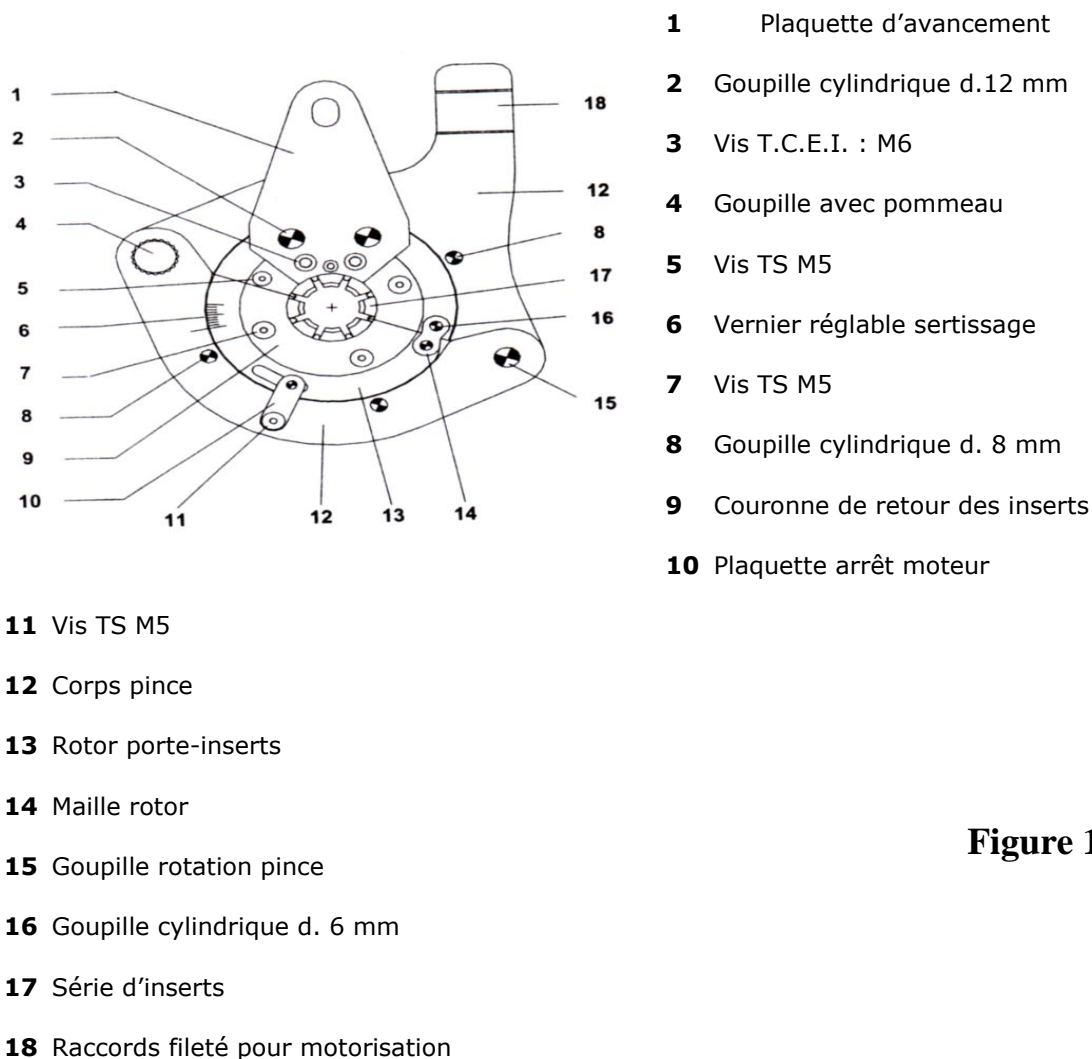 1 Plaquette d’avancement
2 Goupille cylindrique d.12 mm
3 Vis T.C.E.I. : M6
4 Goupille avec pommeau
5 Vis TS M5
6 Vernier réglable sertissage
7 Vis TS M5
8 Goupille cylindrique d. 8 mm
9 Couronne de retour des inserts
10 Plaquette arrêt moteur
1
2
3
4
5
6
7
8
9
10
11
12
13
14
18
12
8
17
16
15
11 Vis TS M5
12 Corps pince
13 Rotor porte-inserts
14 Maille rotor
15 Goupille rotation pince
16 Goupille cylindrique d. 6 mm
17 Série d’inserts
18 Raccords fileté pour motorisation
Figure 1